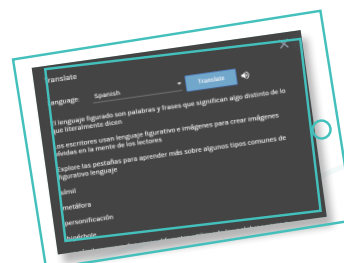 Translate
Language: Spanish Translate
El lenguaje figurado son palabras y frases que significan algo distinto de lo
que literalmente dicen
Los escritores usan lenguaje figurativo e imágenes para crear imágenes
vívidas en la mente de los lectores
Explore las pestañas para aprender más sobre algunos tipos comunes de
figurativo lenguaje
símil
metáfora
personificación